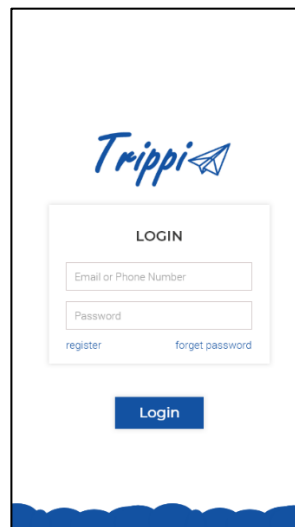 Trippi
LOGIN
Email or Phone Number
Password
register forget password
Login